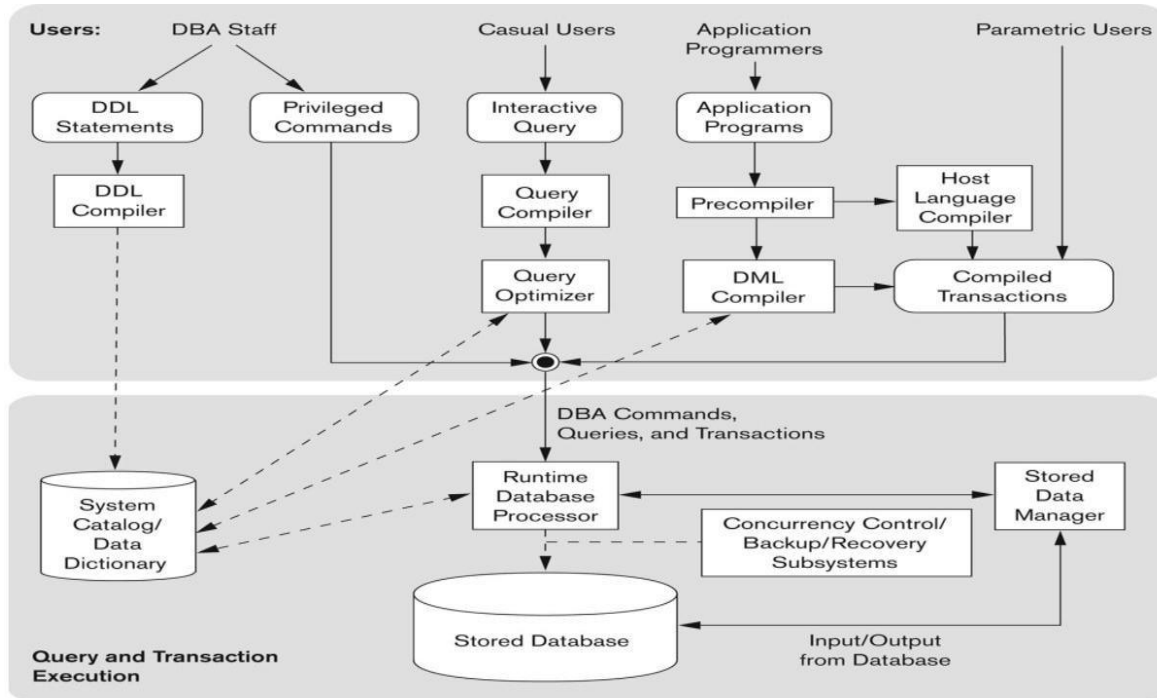 Users:
DBA Staff
Casual Users
Application
Programmers
Parametric Users
DDL
Statements
Privileged
Commands
Interactive
Query
Application
Programs
DDL
Compiler
Query
Compiler
Precompiler
Host
Language
Compiler
Query
Optimizer
DML
Compiler
Compiled
Transactions
DBA Commands,
Queries, and Transactions
System
Catalog/
Data
Dictionary
Runtime
Database
Processor
Stored
Data
Manager
Concurrency Control/
Backup/Recovery
Subsystems
Stored Database
Input/Output
from Database
Query and Transaction
Execution